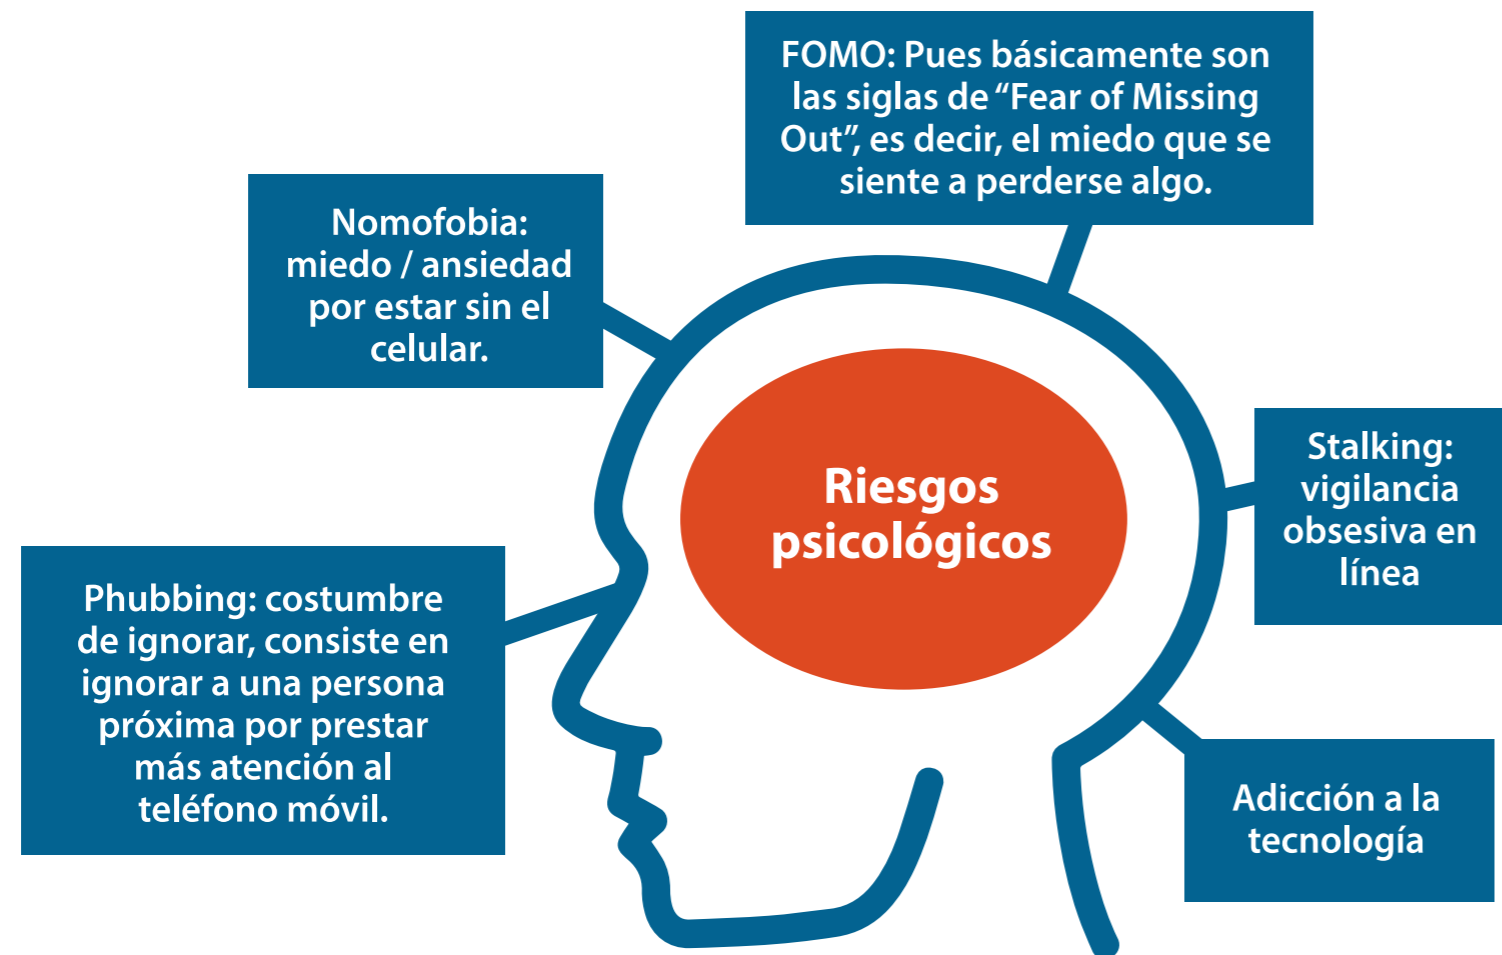 FOMO: Pues básicamente son
las siglas de “Fear of Missing
Out”, es decir, el miedo que se
siente a perderse algo.
Nomofobia:
miedo / ansiedad
por estar sin el
celular.
Riesgos
psicológicos
Stalking:
vigilancia
obsesiva en
línea
Phubbing: costumbre
de ignorar, consiste en
ignorar a una persona
próxima por prestar
más atención al
teléfono móvil.
Adicción a la
tecnología